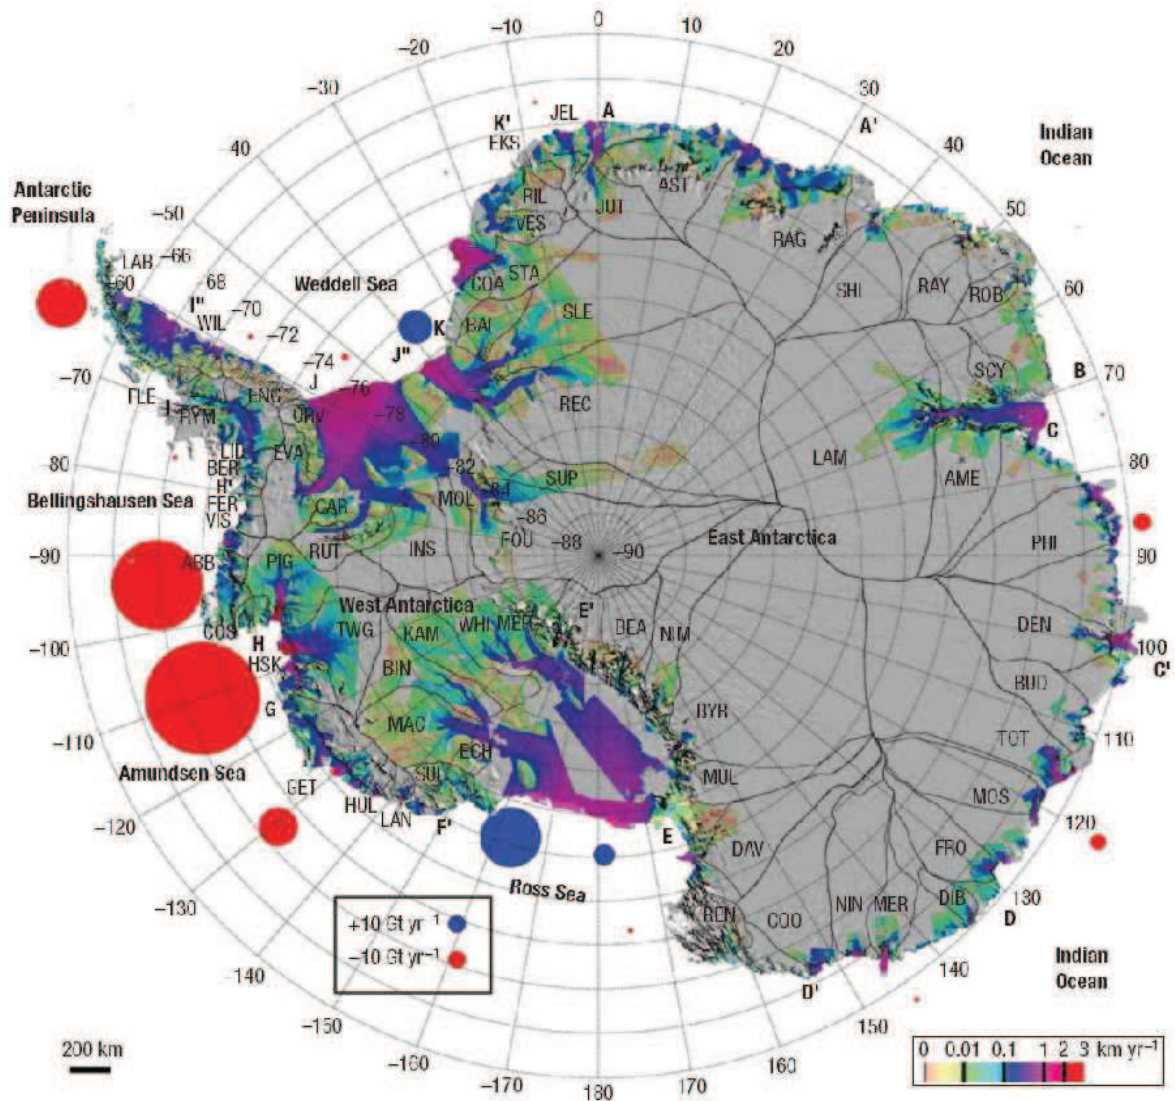 0
−10
10
−20
20
−30
30
−40
40
−50
50
60
−70
70
−80
80
−90
90
−100
100
−110
110
−120
120
−130
130
−140
140
−150
150
−160
160
−170
170
180
K'
JEL
A
A'
EKS
Indian
Ocean
Antarctic
Peninsula
LAB
−60
−66
68
−70
−72
−74
−76
−78
−82
−84
−86
−88
−90
Weddell Sea
I"
WIL
RIL
VES
JUT
AST
RAG
COA
STA
BAI
SLE
SHI
RAY
ROB
K
J"
J
SCY
B
C
FLE
ENG
ORV
EVA
REC
LAM
AME
BER
H'
FER
VIS
Bellingshausen Sea
CAR
MOL
SUP
FOU
RUT
INS
East Antarctica
PHI
ABB
PIG
COS
West Antarctica
E'
BEA
NIM
DEN
C'
H
HSK
TWG
KAM
WHI
BIN
BUD
G
MAC
BYR
TOT
Amundsen Sea
ECH
SUL
MUL
MOS
GET
HUL
LAN
F'
E
DAV
FRO
Ross Sea
REN
COO
NIN
MER
DIB
D
D'
Indian
Ocean
+10 Gt yr−1
−10 Gt yr−1
200 km
0 0.01 0.1 1 2 3 km yr−1